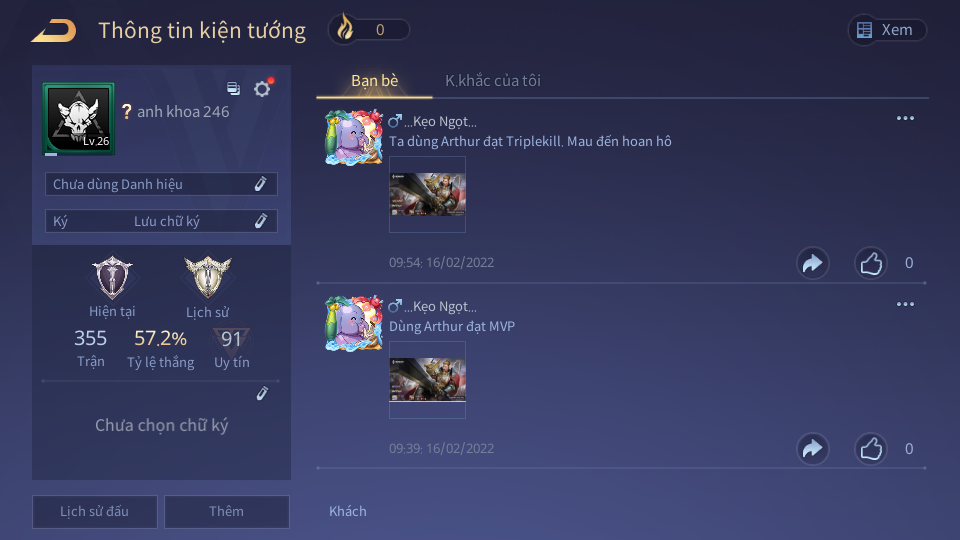 Thông tin kiện tướng
0
Xem
Lv.26
? anh khoa 246
Chưa dùng Danh hiệu
Ký Lưu chữ ký
Hiện tại Lịch sử
355 57.2% 91
Trận Tỷ lệ thắng Uy tín
Chưa chọn chữ ký
Lịch sử đấu Thêm
Bạn bè K.khắc của tôi
...Kẹo Ngọt...
Ta dùng Arthur đạt Triplekill. Mau đến hoan hô
09:54: 16/02/2022 0
...Kẹo Ngọt...
Dùng Arthur đạt MVP
09:39: 16/02/2022 0
Khách